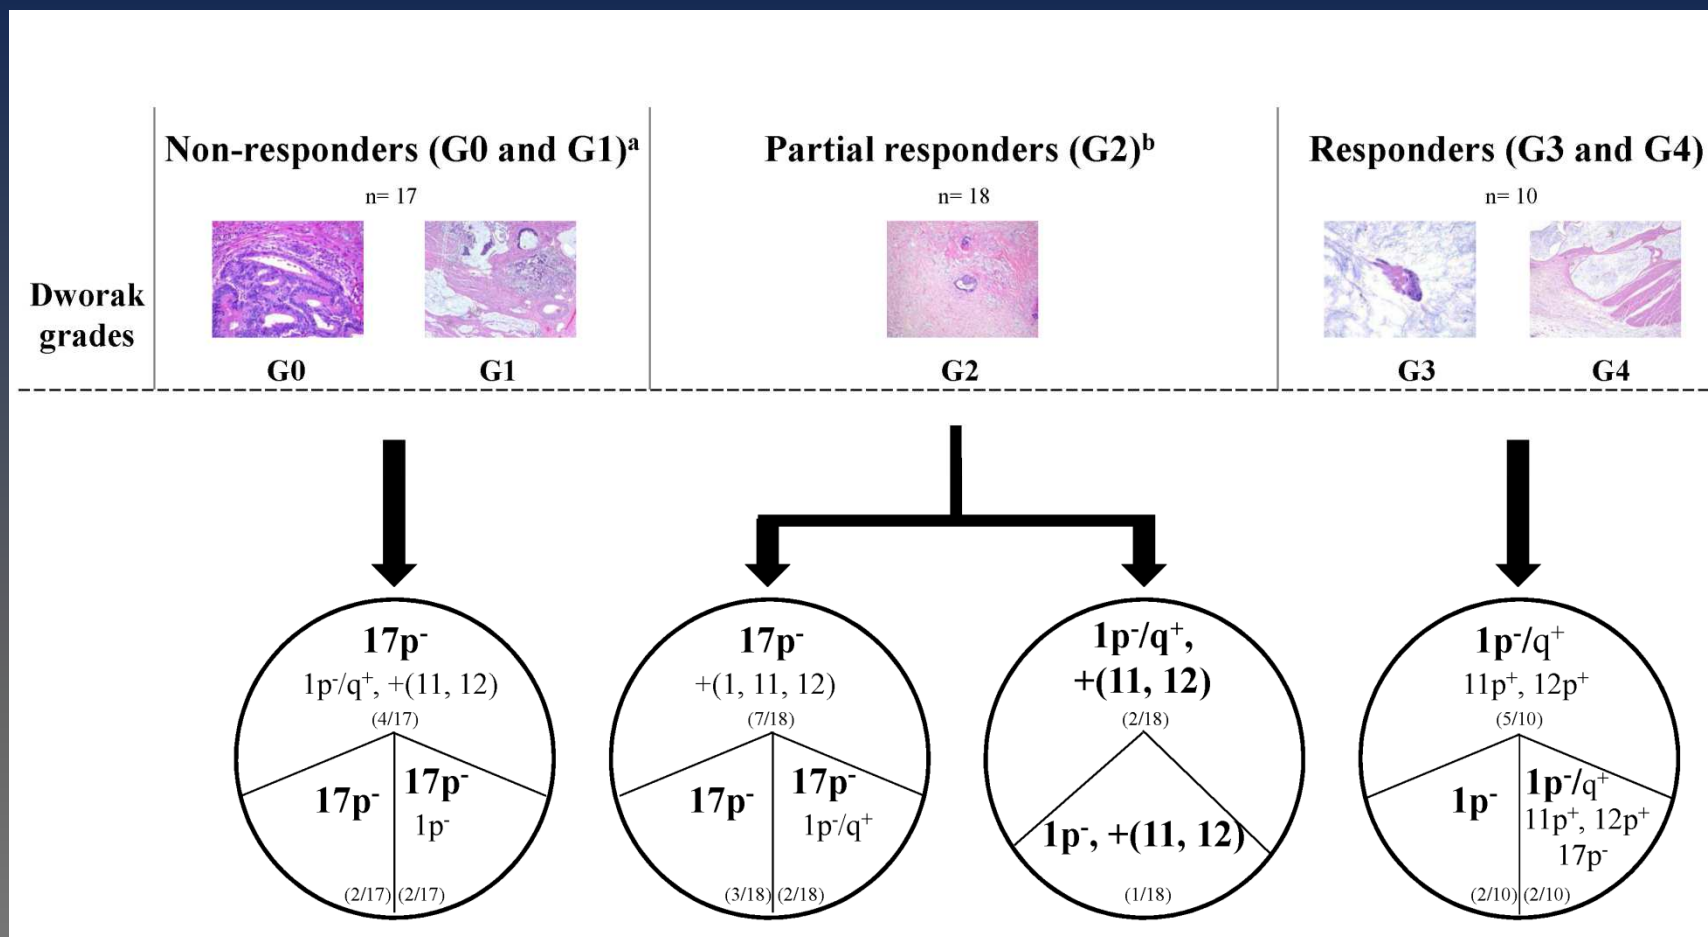 Non-responders (G0 and G1)ᵃ
n= 17
Partial responders (G2)ᵇ
n= 18
Responders (G3 and G4)
n= 10
Dworak
grades
G0
G1
G2
G3
G4
17p⁻
1p⁻/q⁺, +(11, 12)
(4/17)
17p⁻
(2/17)
17p⁻
1p⁻
(2/17)
17p⁻
+(1, 11, 12)
(7/18)
17p⁻
(3/18)
17p⁻
1p⁻/q⁺
(2/18)
1p⁻/q⁺,
+(11, 12)
(2/18)
1p⁻, +(11, 12)
(1/18)
1p⁻/q⁺
11p⁺, 12p⁺
(5/10)
1p⁻
(2/10)
1p⁻/q⁺
11p⁺, 12p⁺
17p⁻
(2/10)